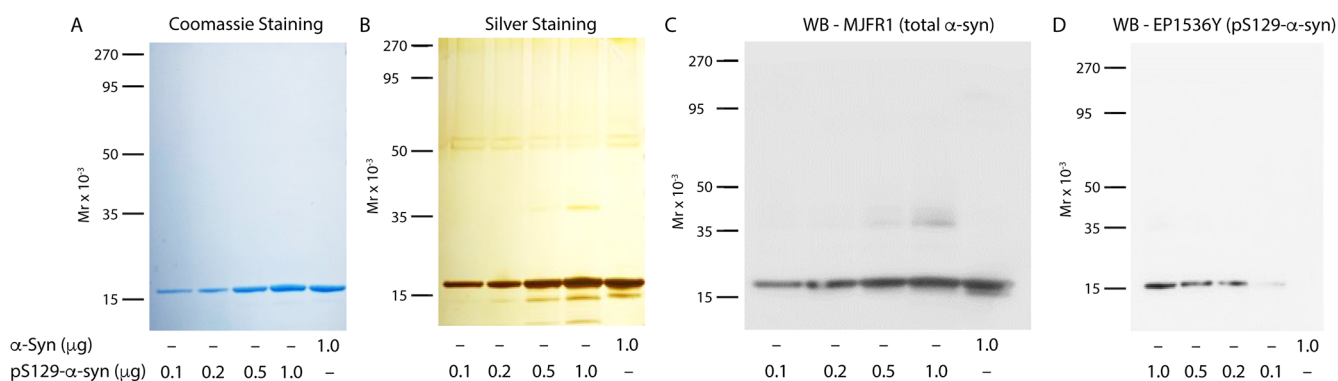 A Coomassie Staining
B Silver Staining
C WB - MJFR1 (total α-syn)
D WB - EP1536Y (pS129-α-syn)
Mr x 10⁻³
270
95
50
35
15
Mr x 10⁻³
270
95
50
35
15
Mr x 10⁻³
270
95
50
35
15
Mr x 10⁻³
270
95
50
35
15
α-Syn (μg) – – – – 1.0 – – – – 1.0 – – – – 1.0 – – – – 1.0
pS129-α-syn (μg) 0.1 0.2 0.5 1.0 – 0.1 0.2 0.5 1.0 – 0.1 0.2 0.5 1.0 – 1.0 0.5 0.2 0.1 –